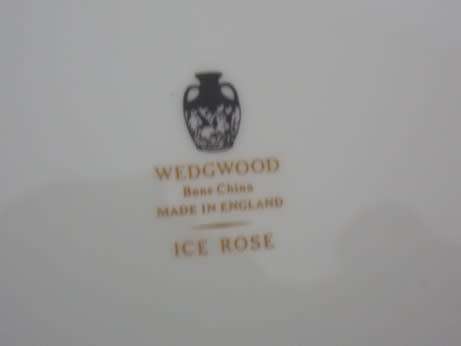 WEDGWOOD
Bone China
MADE IN ENGLAND
ICE ROSE